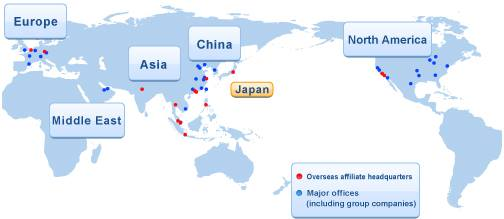 Europe
China
North America
Asia
Japan
Middle East
Overseas affiliate headquarters
Major offices
(including group companies)